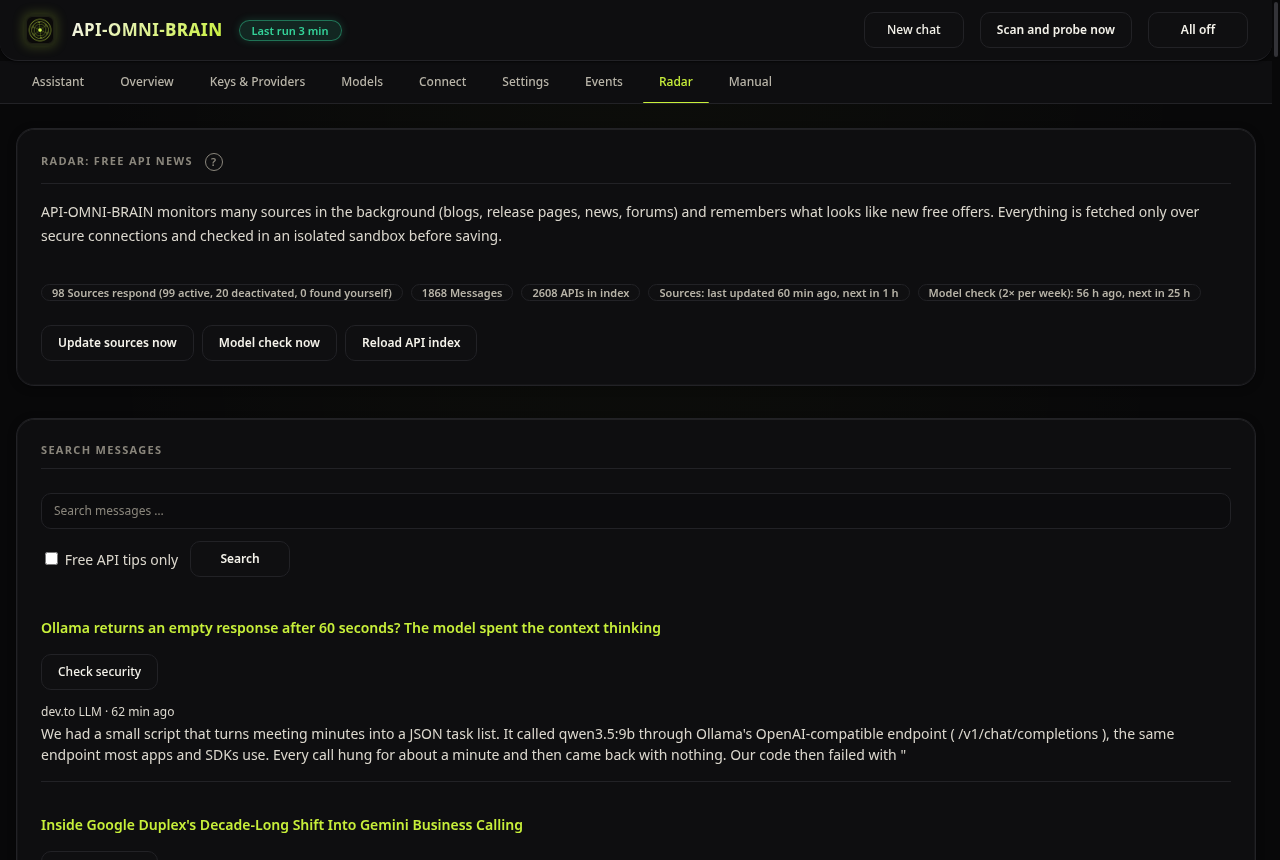 API-OMNI-BRAIN
Last run 3 min
New chat
Scan and probe now
All off
Assistant
Overview
Keys & Providers
Models
Connect
Settings
Events
Radar
Manual
RADAR: FREE API NEWS
?
API-OMNI-BRAIN monitors many sources in the background (blogs, release pages, news, forums) and remembers what looks like new free offers. Everything is fetched only over
secure connections and checked in an isolated sandbox before saving.
98 Sources respond (99 active, 20 deactivated, 0 found yourself)
1868 Messages
2608 APIs in index
Sources: last updated 60 min ago, next in 1 h
Model check (2× per week): 56 h ago, next in 25 h
Update sources now
Model check now
Reload API index
SEARCH MESSAGES
Search messages …
Free API tips only
Search
Ollama returns an empty response after 60 seconds? The model spent the context thinking
Check security
dev.to LLM · 62 min ago
We had a small script that turns meeting minutes into a JSON task list. It called qwen3.5:9b through Ollama's OpenAI-compatible endpoint ( /v1/chat/completions ), the same
endpoint most apps and SDKs use. Every call hung for about a minute and then came back with nothing. Our code then failed with "
Inside Google Duplex's Decade-Long Shift Into Gemini Business Calling